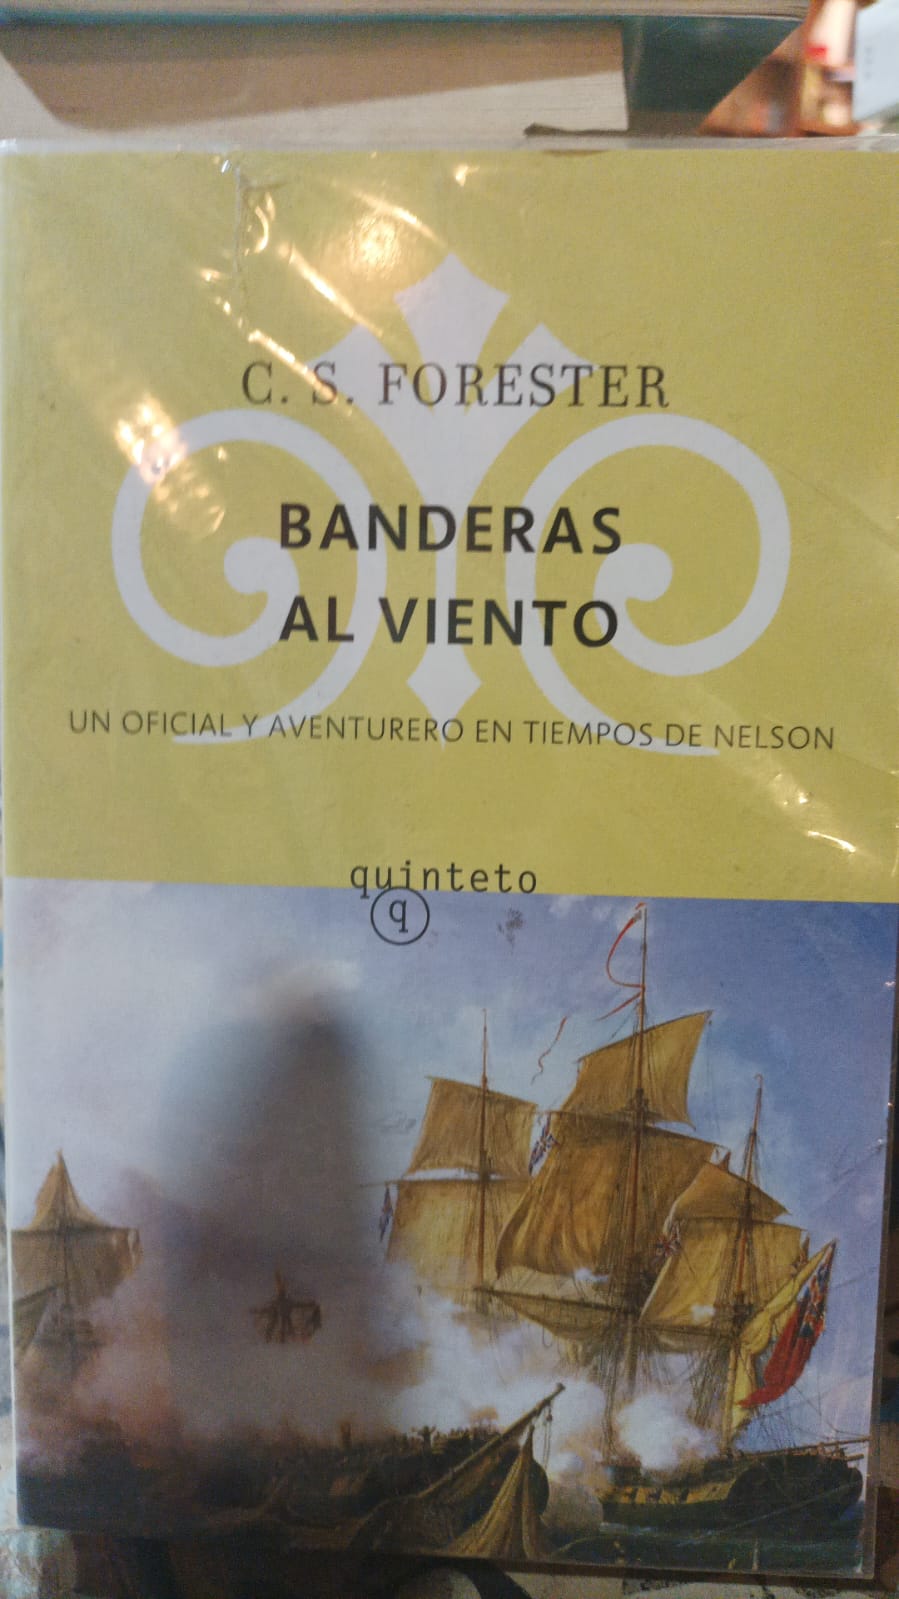 C. S. FORESTER
BANDERAS
AL VIENTO
UN OFICIAL Y AVENTURERO EN TIEMPOS DE NELSON
quinteto
q